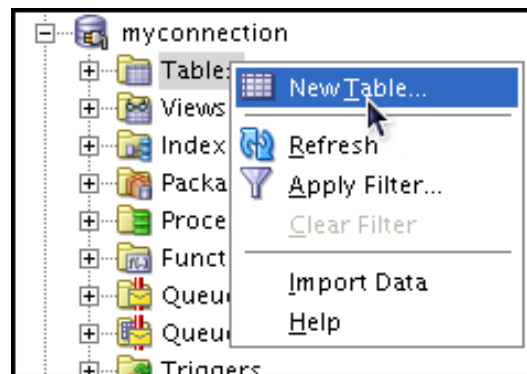 myconnection
Table
Views
Index
Packa
Proce
Funct
Queu
Queu
Triggers
New Table...
Refresh
Apply Filter...
Clear Filter
Import Data
Help